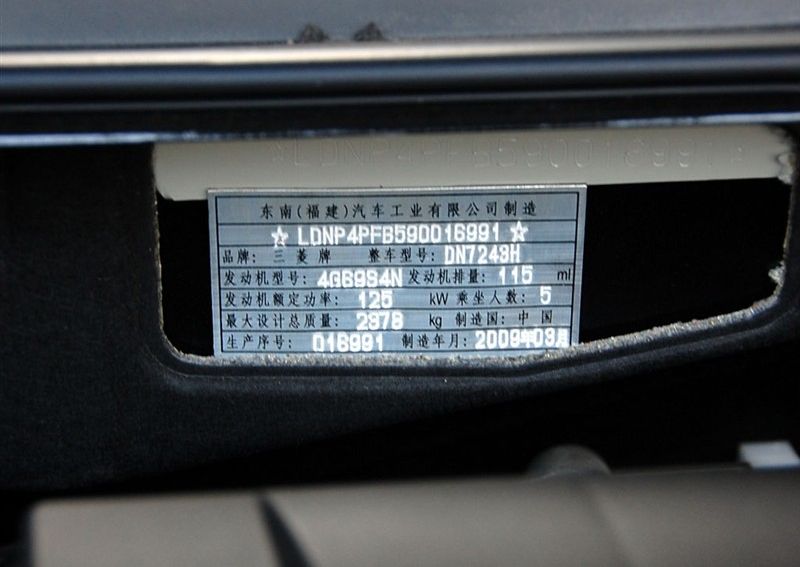 ☆LDNP4PFB590018991☆
东南(福建)汽车工业有限公司制造
☆ LDNP4PFB590016991 ☆
品牌: 三菱牌 整车型号: DN7243H
发动机型号: 4G69S4N 发动机排量: 115 ml
发动机额定功率: 125 kW 乘坐人数: 5
最大设计总质量: 2378 kg 制造国: 中国
生产序号: 018991 制造年月: 2009年03月